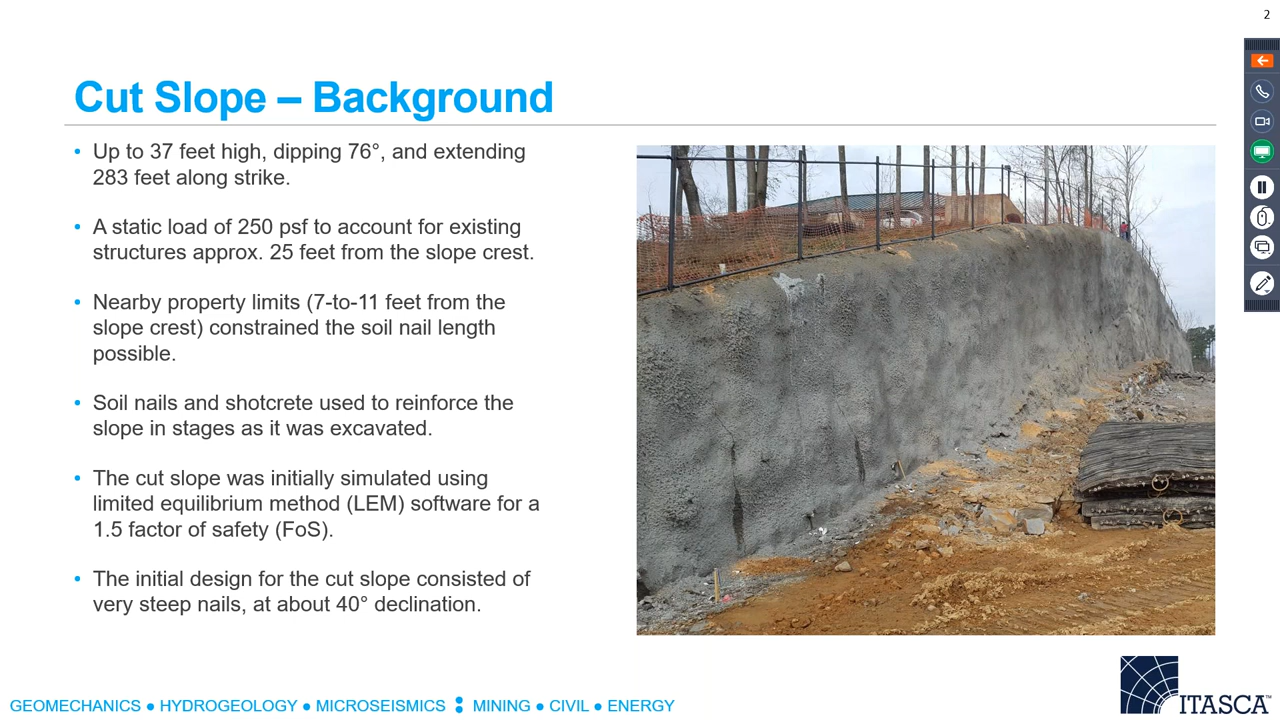 2
Cut Slope – Background
• Up to 37 feet high, dipping 76°, and extending
283 feet along strike.
• A static load of 250 psf to account for existing
structures approx. 25 feet from the slope crest.
• Nearby property limits (7-to-11 feet from the
slope crest) constrained the soil nail length
possible.
• Soil nails and shotcrete used to reinforce the
slope in stages as it was excavated.
• The cut slope was initially simulated using
limited equilibrium method (LEM) software for a
1.5 factor of safety (FoS).
• The initial design for the cut slope consisted of
very steep nails, at about 40° declination.
GEOMECHANICS ● HYDROGEOLOGY ● MICROSEISMICS : MINING ● CIVIL ● ENERGY
ITASCA™